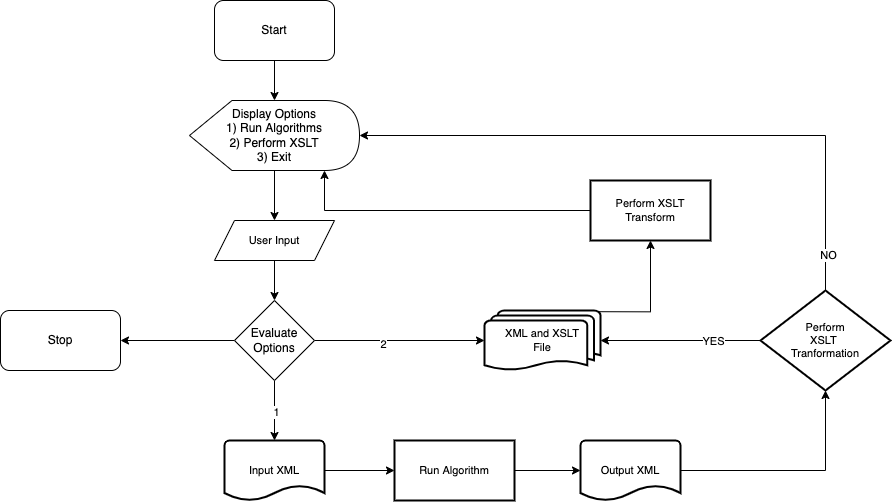 Start
Display Options
1) Run Algorithms
2) Perform XSLT
3) Exit
Perform XSLT
Transform
User Input
NO
Stop
Evaluate
Options
2
XML and XSLT
File
YES
Perform
XSLT
Tranformation
1
Input XML
Run Algorithm
Output XML